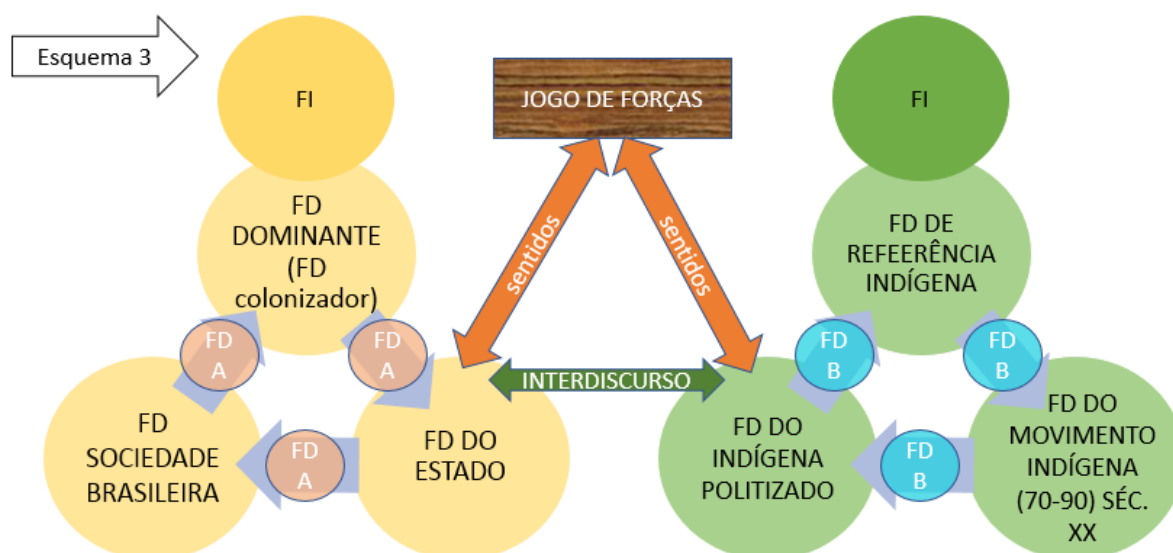 Esquema 3
FI
FD
DOMINANTE
(FD
colonizador)
FD
A
FD
A
FD
SOCIEDADE
BRASILEIRA
FD
A
FD DO
ESTADO
JOGO DE FORÇAS
sentidos
sentidos
INTERDISCURSO
FI
FD DE
REFEERÊNCIA
INDÍGENA
FD
B
FD
B
FD DO
INDÍGENA
POLITIZADO
FD
B
FD DO
MOVIMENTO
INDÍGENA
(70-90) SÉC.
XX